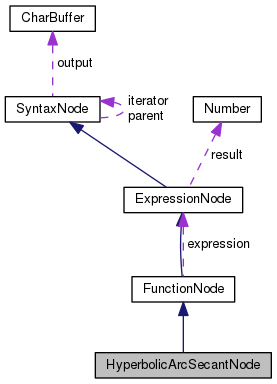 CharBuffer
output
SyntaxNode
iterator
parent
Number
result
ExpressionNode
expression
FunctionNode
HyperbolicArcSecantNode